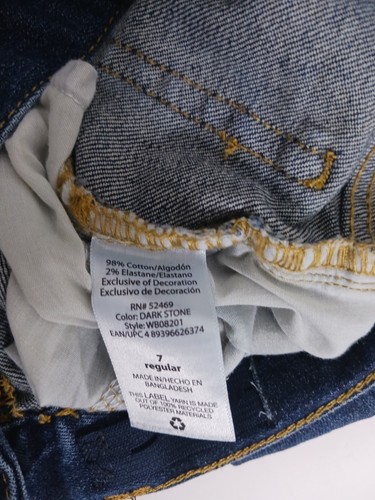 98% Cotton/Algodón
2% Elastane/Elastano
Exclusive of Decoration
Exclusivo de Decoración
RN# 52469
Color: DARK STONE
Style: WB08201
EAN/UPC 4 89396626374
7
regular
MADE IN/HECHO EN
BANGLADESH
THIS LABEL YARN IS MADE
OUT OF 100% RECYCLED
POLYESTER MATERIALS